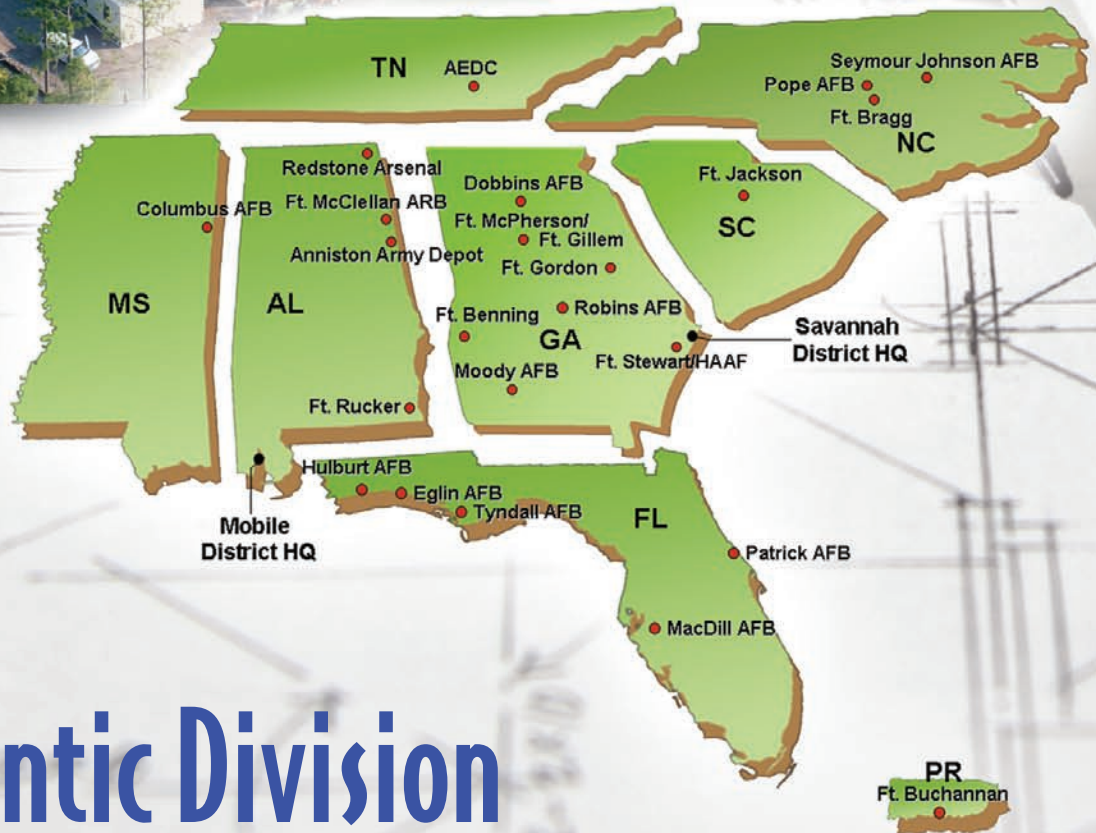 TN
AEDC
Seymour Johnson AFB
Pope AFB
Ft. Bragg
NC
Redstone Arsenal
Columbus AFB
Ft. McClellan ARB
Anniston Army Depot
MS
AL
Ft. Rucker
Dobbins AFB
Ft. McPherson/
Ft. Gillem
Ft. Gordon
Robins AFB
Ft. Benning
GA
Ft. Stewart/HAAF
Moody AFB
Ft. Jackson
SC
Savannah
District HQ
Mobile
District HQ
Hulburt AFB
Eglin AFB
Tyndall AFB
FL
Patrick AFB
MacDill AFB
ntic Division
PR
Ft. Buchannan